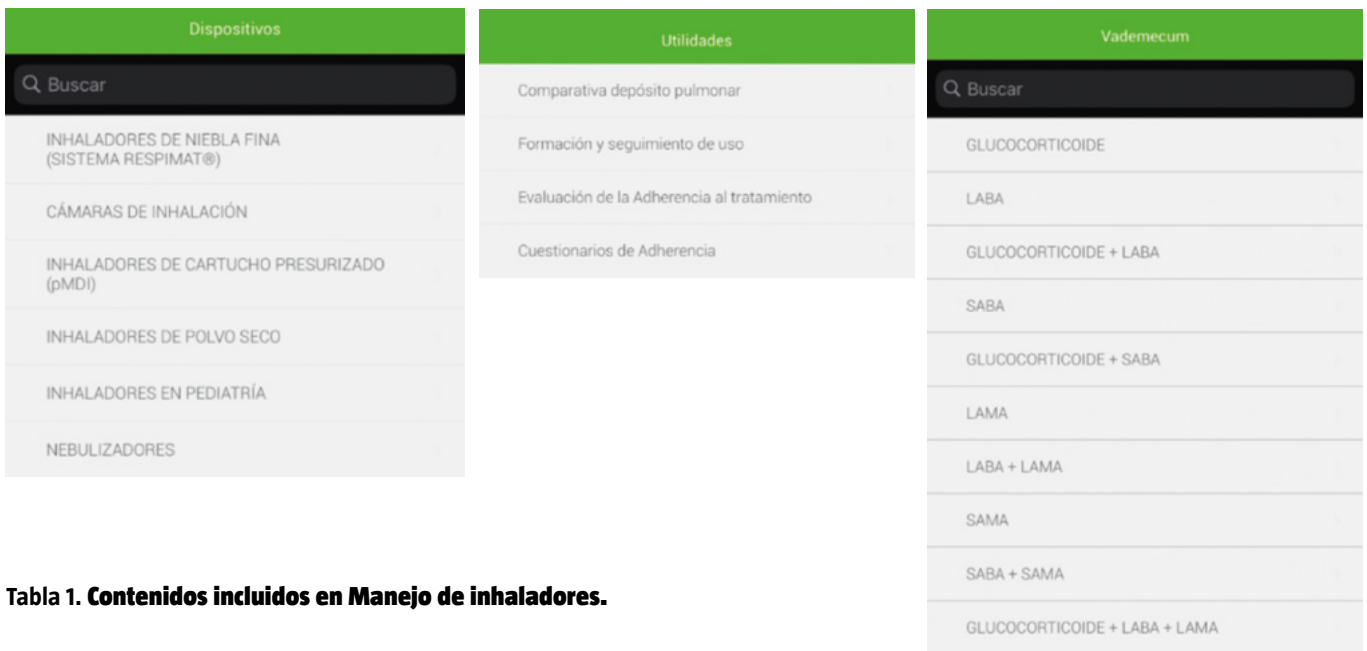 Dispositivos
Buscar
INHALADORES DE NIEBLA FINA
(SISTEMA RESPIMAT®)
CÁMARAS DE INHALACIÓN
INHALADORES DE CARTUCHO PRESURIZADO
(pMDI)
INHALADORES DE POLVO SECO
INHALADORES EN PEDIATRÍA
NEBULIZADORES
Utilidades
Comparativa depósito pulmonar
Formación y seguimiento de uso
Evaluación de la Adherencia al tratamiento
Cuestionarios de Adherencia
Vademecum
Buscar
GLUCOCORTICOIDE
LABA
GLUCOCORTICOIDE + LABA
SABA
GLUCOCORTICOIDE + SABA
LAMA
LABA + LAMA
SAMA
SABA + SAMA
GLUCOCORTICOIDE + LABA + LAMA
Tabla 1. Contenidos incluidos en Manejo de inhaladores.